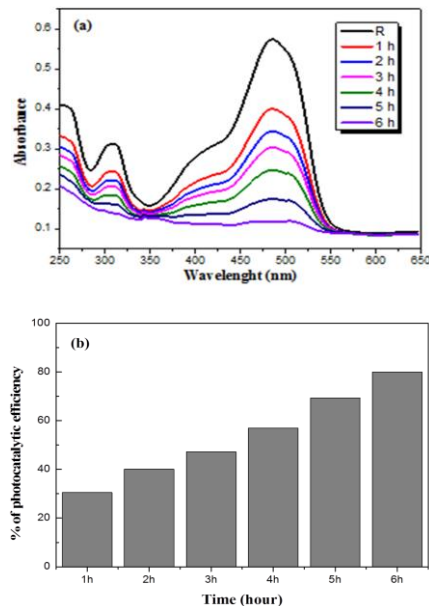 (a)
R
1 h
2 h
3 h
4 h
5 h
6 h
0.6
0.5
0.4
0.3
0.2
0.1
Absorbance
250 300 350 400 450 500 550 600 650
Wavelenght (nm)
(b)
100
80
60
40
20
0
% of photocatalytic efficiency
1h 2h 3h 4h 5h 6h
Time (hour)